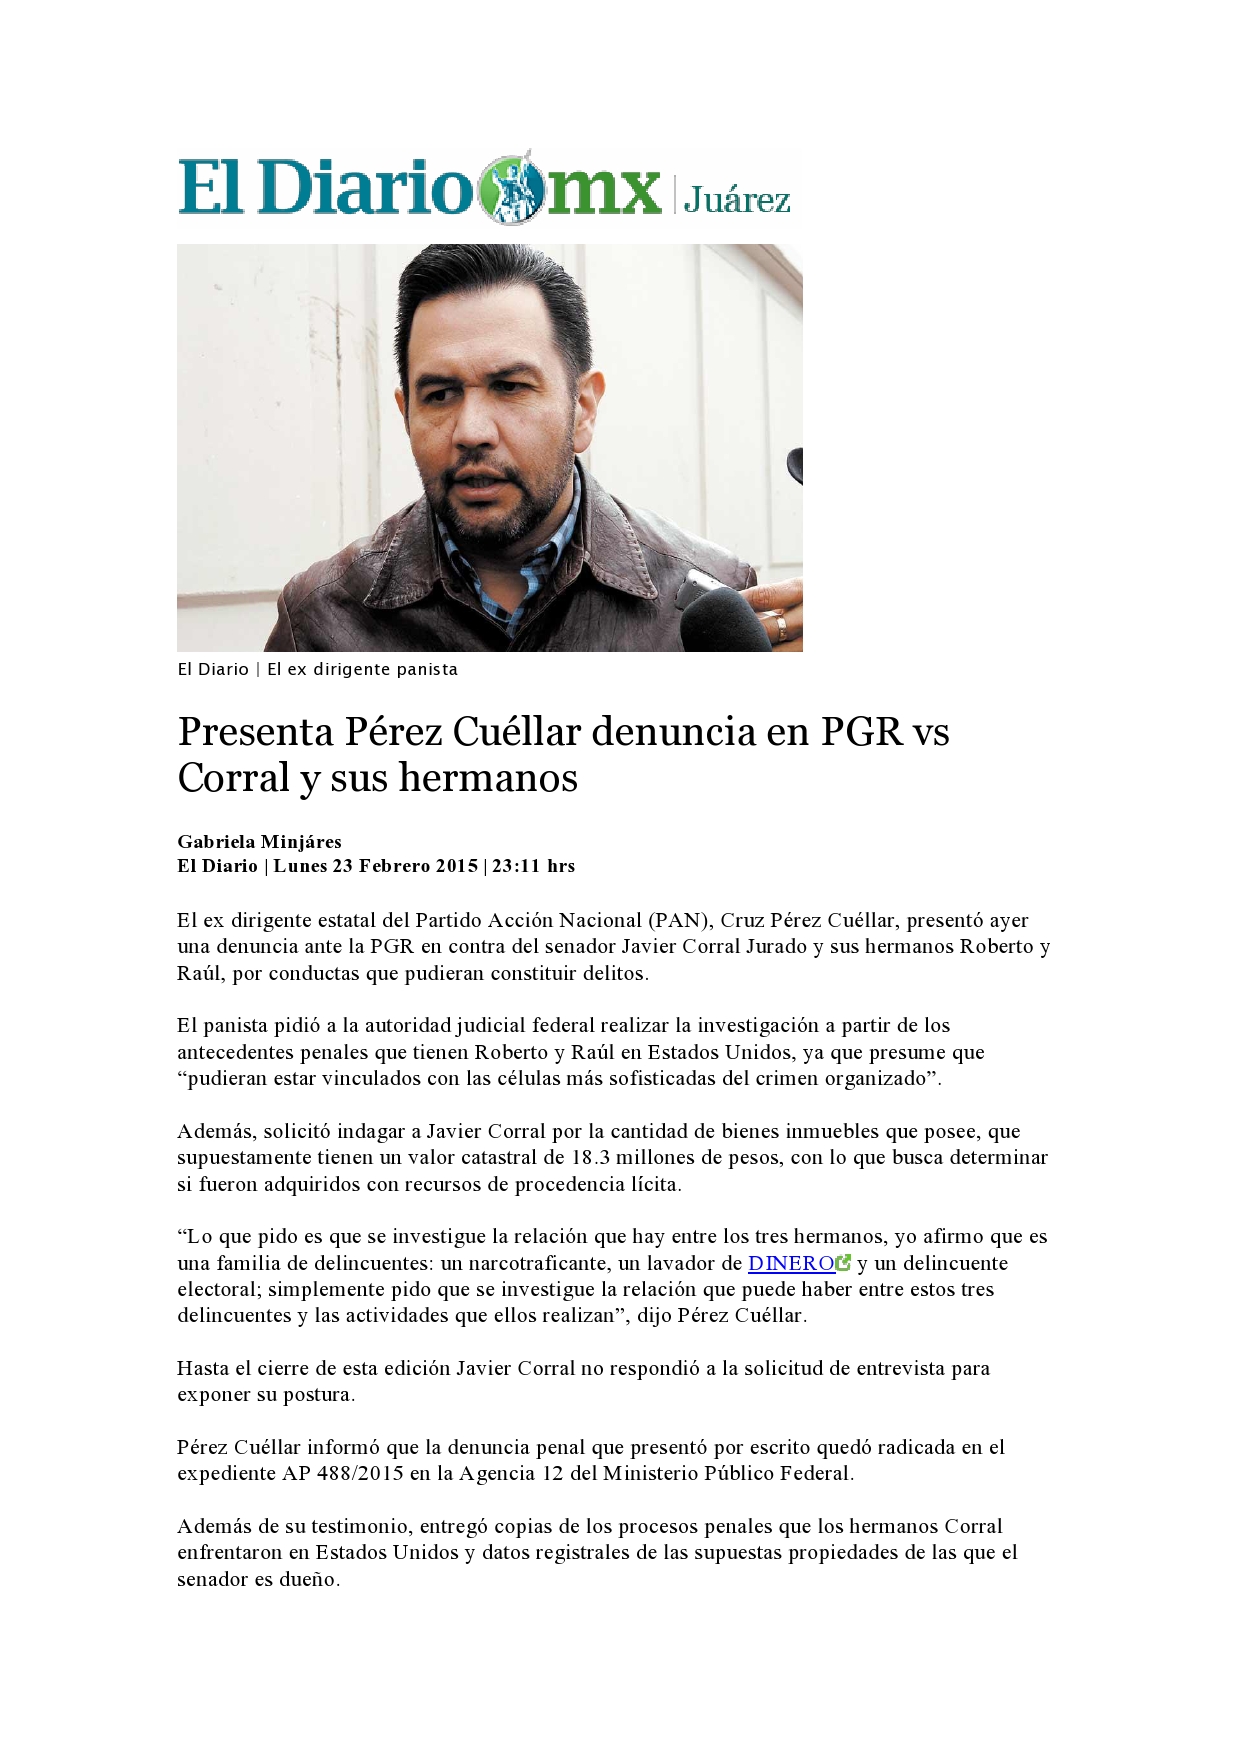 El Diario mx | Juárez
El Diario | El ex dirigente panista
Presenta Pérez Cuéllar denuncia en PGR vs
Corral y sus hermanos
Gabriela Minjáres
El Diario | Lunes 23 Febrero 2015 | 23:11 hrs
El ex dirigente estatal del Partido Acción Nacional (PAN), Cruz Pérez Cuéllar, presentó ayer
una denuncia ante la PGR en contra del senador Javier Corral Jurado y sus hermanos Roberto y
Raúl, por conductas que pudieran constituir delitos.
El panista pidió a la autoridad judicial federal realizar la investigación a partir de los
antecedentes penales que tienen Roberto y Raúl en Estados Unidos, ya que presume que
“pudieran estar vinculados con las células más sofisticadas del crimen organizado”.
Además, solicitó indagar a Javier Corral por la cantidad de bienes inmuebles que posee, que
supuestamente tienen un valor catastral de 18.3 millones de pesos, con lo que busca determinar
si fueron adquiridos con recursos de procedencia lícita.
“Lo que pido es que se investigue la relación que hay entre los tres hermanos, yo afirmo que es
una familia de delincuentes: un narcotraficante, un lavador de DINERO y un delincuente
electoral; simplemente pido que se investigue la relación que puede haber entre estos tres
delincuentes y las actividades que ellos realizan”, dijo Pérez Cuéllar.
Hasta el cierre de esta edición Javier Corral no respondió a la solicitud de entrevista para
exponer su postura.
Pérez Cuéllar informó que la denuncia penal que presentó por escrito quedó radicada en el
expediente AP 488/2015 en la Agencia 12 del Ministerio Público Federal.
Además de su testimonio, entregó copias de los procesos penales que los hermanos Corral
enfrentaron en Estados Unidos y datos registrales de las supuestas propiedades de las que el
senador es dueño.